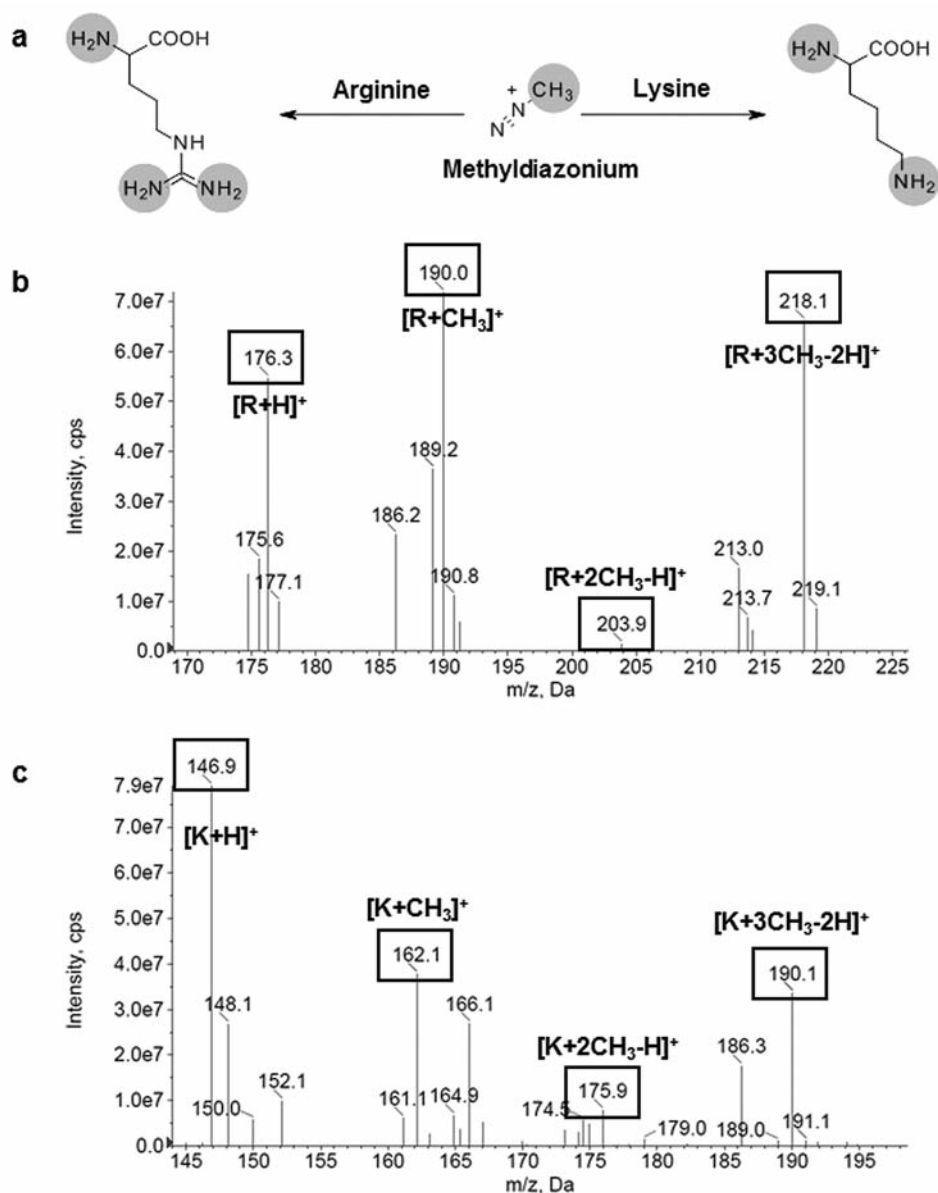 a
H₂N COOH
NH
H₂N NH₂
Arginine
+
N CH₃
N
Methyldiazonium
Lysine
H₂N COOH
NH₂
b
Intensity, cps
7.0e7
6.0e7
5.0e7
4.0e7
3.0e7
2.0e7
1.0e7
0.0
176.3
[R+H]⁺
175.6
177.1
190.0
[R+CH₃]⁺
189.2
186.2
190.8
[R+2CH₃-H]⁺
203.9
218.1
[R+3CH₃-2H]⁺
213.0
213.7
219.1
170 175 180 185 190 195 200 205 210 215 220 225
m/z, Da
c
Intensity, cps
7.9e7
7.0e7
6.0e7
5.0e7
4.0e7
3.0e7
2.0e7
1.0e7
0.0
146.9
[K+H]⁺
148.1
150.0
152.1
[K+CH₃]⁺
162.1
166.1
161.1
164.9
[K+2CH₃-H]⁺
175.9
174.5
179.0
[K+3CH₃-2H]⁺
190.1
186.3
189.0
191.1
145 150 155 160 165 170 175 180 185 190 195
m/z, Da